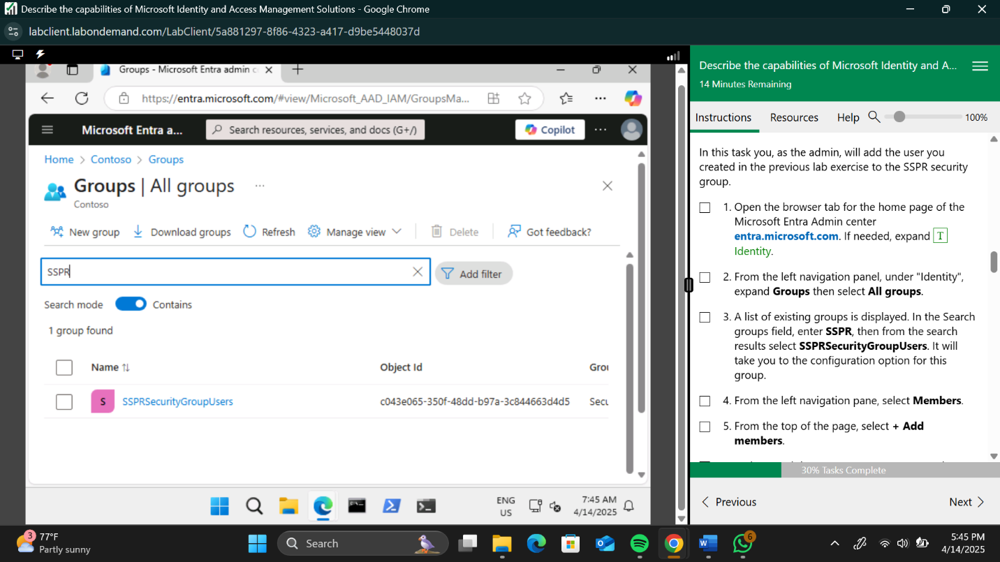 Describe the capabilities of Microsoft Identity and Access Management Solutions - Google Chrome
labclient.labondemand.com/LabClient/5a881297-8f86-4323-a417-d9be5448037d
Groups - Microsoft Entra admin c
https://entra.microsoft.com/#view/Microsoft_AAD_IAM/GroupsMa...
Microsoft Entra a...
Search resources, services, and docs (G+/)
Copilot
Home > Contoso > Groups
Groups | All groups
Contoso
New group
Download groups
Refresh
Manage view
Delete
Got feedback?
SSPR
Add filter
Search mode
Contains
1 group found
Name
Object Id
Grou
S
SSPRSecurityGroupUsers
c043e065-350f-48dd-b97a-3c844663d4d5
Secu
ENG
US
7:45 AM
4/14/2025
Describe the capabilities of Microsoft Identity and A...
14 Minutes Remaining
Instructions
Resources
Help
100%
In this task you, as the admin, will add the user you
created in the previous lab exercise to the SSPR security
group.
1. Open the browser tab for the home page of the
Microsoft Entra Admin center
entra.microsoft.com. If needed, expand T
Identity.
2. From the left navigation panel, under "Identity",
expand Groups then select All groups.
3. A list of existing groups is displayed. In the Search
groups field, enter SSPR, then from the search
results select SSPRSecurityGroupUsers. It will
take you to the configuration option for this
group.
4. From the left navigation pane, select Members.
5. From the top of the page, select + Add
members.
30% Tasks Complete
< Previous
Next >
3
77°F
Partly sunny
Search
6
5:45 PM
4/14/2025